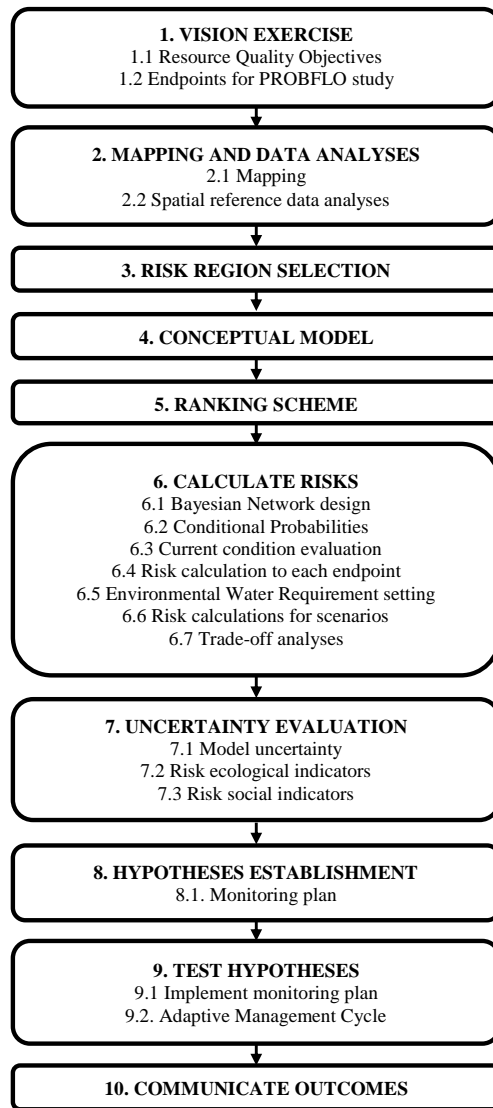 1. VISION EXERCISE
1.1 Resource Quality Objectives
1.2 Endpoints for PROBFLO study
2. MAPPING AND DATA ANALYSES
2.1 Mapping
2.2 Spatial reference data analyses
3. RISK REGION SELECTION
4. CONCEPTUAL MODEL
5. RANKING SCHEME
6. CALCULATE RISKS
6.1 Bayesian Network design
6.2 Conditional Probabilities
6.3 Current condition evaluation
6.4 Risk calculation to each endpoint
6.5 Environmental Water Requirement setting
6.6 Risk calculations for scenarios
6.7 Trade-off analyses
7. UNCERTAINTY EVALUATION
7.1 Model uncertainty
7.2 Risk ecological indicators
7.3 Risk social indicators
8. HYPOTHESES ESTABLISHMENT
8.1. Monitoring plan
9. TEST HYPOTHESES
9.1 Implement monitoring plan
9.2. Adaptive Management Cycle
10. COMMUNICATE OUTCOMES